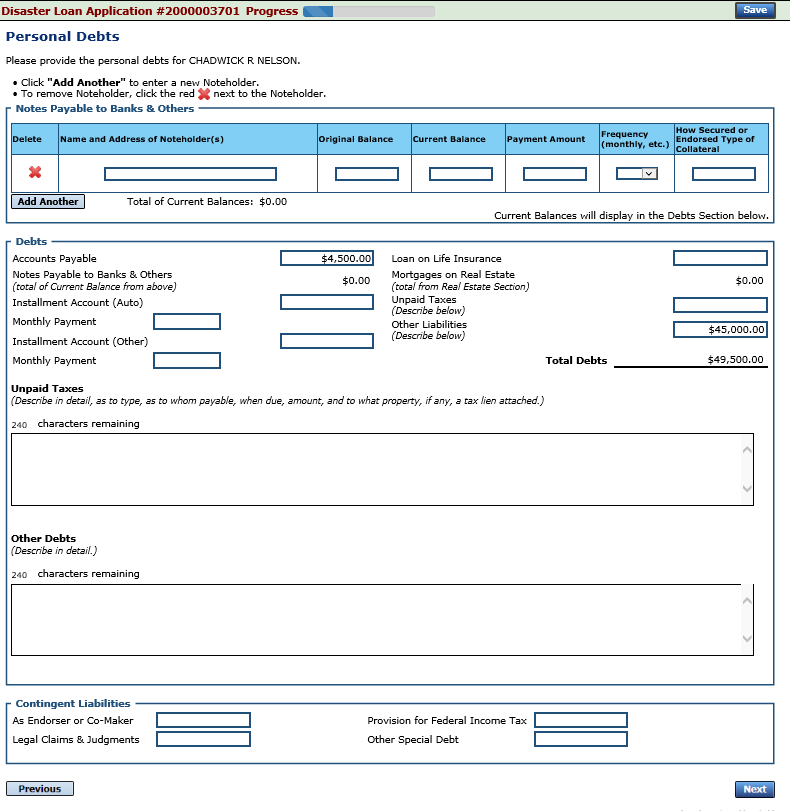 Disaster Loan Application #2000003701 Progress
Save
Personal Debts
Please provide the personal debts for CHADWICK R NELSON.
• Click "Add Another" to enter a new Noteholder.
• To remove Noteholder, click the red next to the Noteholder.
Notes Payable to Banks & Others
Delete Name and Address of Noteholder(s) Original Balance Current Balance Payment Amount Frequency (monthly, etc.) How Secured or Endorsed Type of Collateral
Add Another Total of Current Balances: $0.00
Current Balances will display in the Debts Section below.
Debts
Accounts Payable $4,500.00 Loan on Life Insurance
Notes Payable to Banks & Others
(total of Current Balance from above) $0.00
Mortgages on Real Estate
(total from Real Estate Section) $0.00
Installment Account (Auto)
Unpaid Taxes
(Describe below)
Monthly Payment
Other Liabilities
(Describe below) $45,000.00
Installment Account (Other)
Monthly Payment
Total Debts $49,500.00
Unpaid Taxes
(Describe in detail, as to type, as to whom payable, when due, amount, and to what property, if any, a tax lien attached.)
240 characters remaining
Other Debts
(Describe in detail.)
240 characters remaining
Contingent Liabilities
As Endorser or Co-Maker Provision for Federal Income Tax
Legal Claims & Judgments Other Special Debt
Previous Next